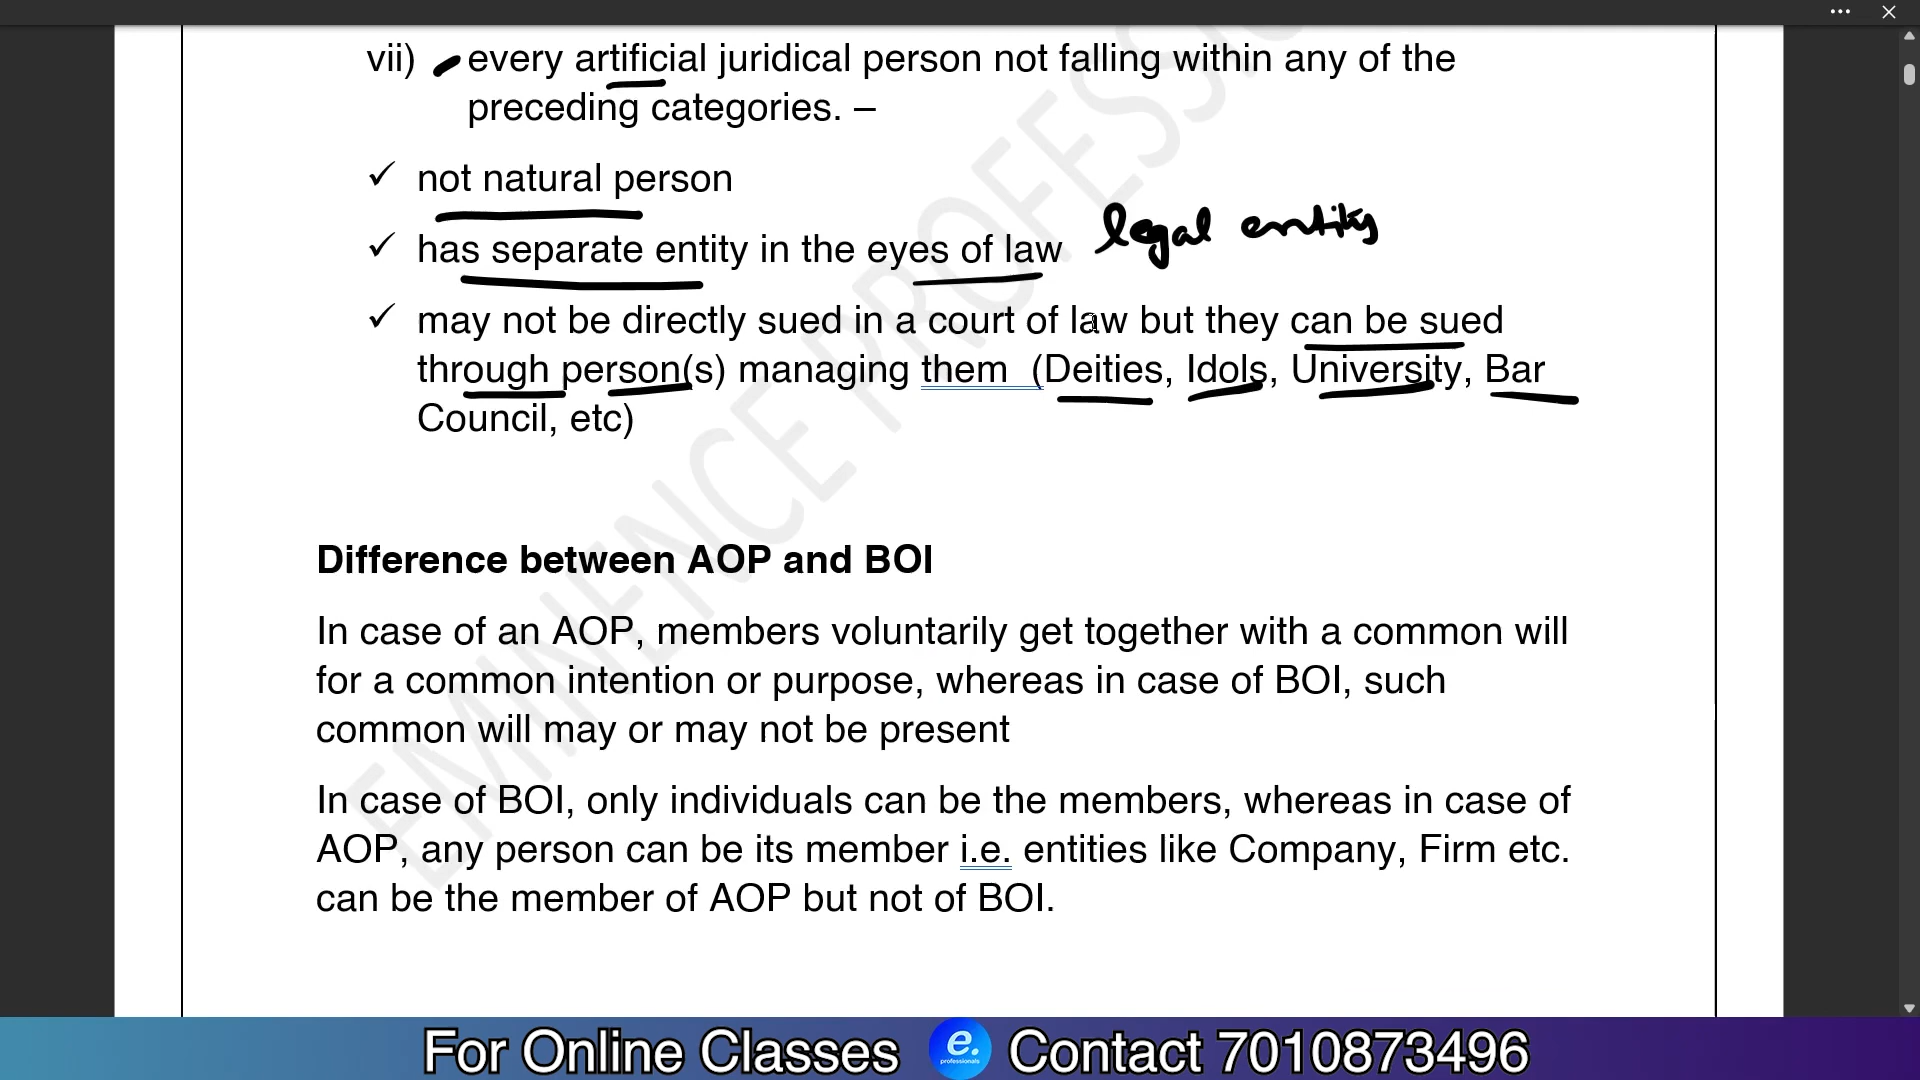 vii) every artificial juridical person not falling within any of the
preceding categories. –
✓ not natural person
✓ has separate entity in the eyes of law legal entity
✓ may not be directly sued in a court of law but they can be sued
through person(s) managing them (Deities, Idols, University, Bar
Council, etc)
Difference between AOP and BOI
In case of an AOP, members voluntarily get together with a common will
for a common intention or purpose, whereas in case of BOI, such
common will may or may not be present
In case of BOI, only individuals can be the members, whereas in case of
AOP, any person can be its member i.e. entities like Company, Firm etc.
can be the member of AOP but not of BOI.
EMINENCE PROFESSIO
For Online Classes e. professionals Contact 7010873496